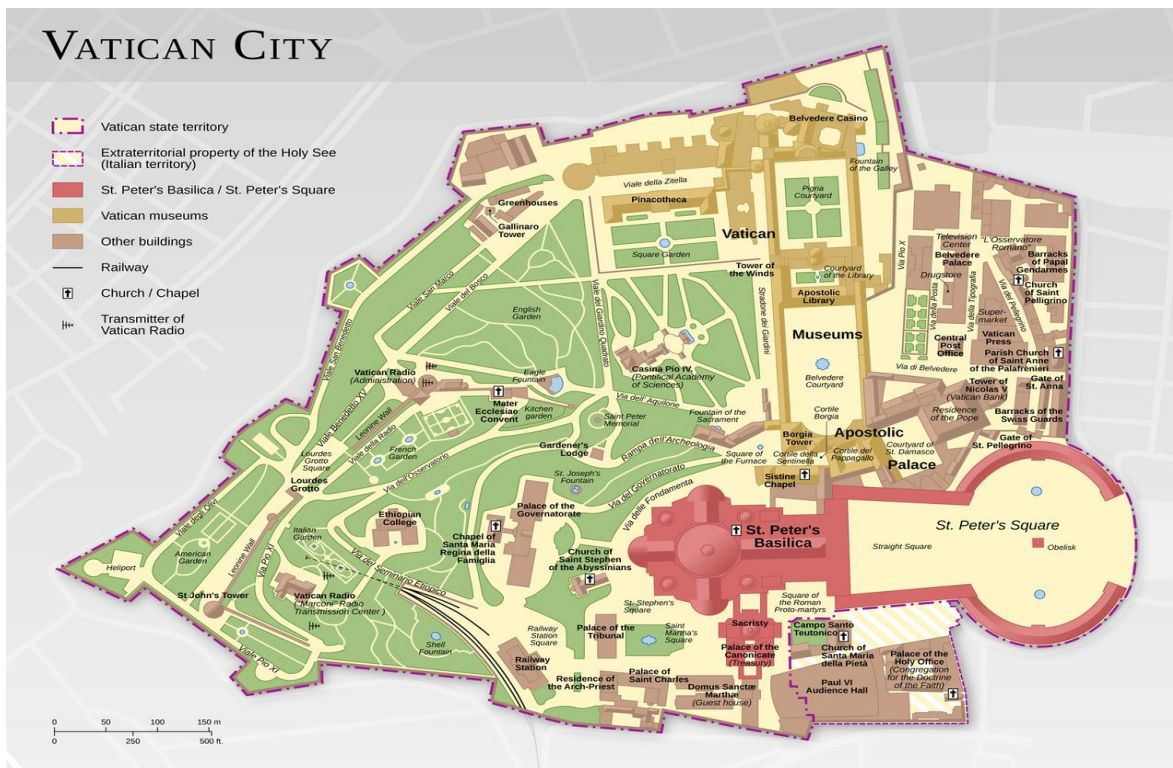 VATICAN CITY
Vatican state territory
Extraterritorial property of the Holy See
(Italian territory)
St. Peter's Basilica / St. Peter's Square
Vatican museums
Other buildings
Railway
Church / Chapel
Transmitter of
Vatican Radio
Belvedere Casino
Fountain
of the Galley
Viale della Zitella
Pinacotheca
Pigna
Courtyard
Greenhouses
Gallinaro
Tower
Vatican
Square Garden
Tower of
the Winds
Courtyard
of the Library
Apostolic
Library
Museums
Belvedere
Courtyard
Cortile
Borgia
Via Pio X
Television
Center
"L'Osservatore
Romano"
Belvedere
Palace
Barracks
of Papal
Gendarmes
Drugstore
Church
of Saint
Pelligrino
Via della Posta
Via della Tipografia
Via del Pellegrino
Super-
market
Central
Post
Office
Vatican
Press
Parish Church
of Saint Anne
of the Palafrenieri
Via di Belvedere
Tower of
Nicolas V
(Vatican Bank)
Gate of
St. Anna
Residence
of the Pope
Barracks of the
Swiss Guards
Gate of
St. Pellegrino
Courtyard of
St. Damasco
Apostolic
Palace
Borgia
Tower
Cortile della
Sentinella
Cortile del
Pappagallo
Sistine
Chapel
Viale San Marco
Viale del Bosco
English
Garden
Viale del Giardino Quadrato
Stradone dei Giardini
Casina Pio IV.
(Pontifical Academy
of Sciences)
Viale San Benedetto
Viale Benedetto XV
Vatican Radio
(Administration)
Eagle
Fountain
Mater
Ecclesiae
Convent
Kitchen
garden
Via dell' Aquilone
Saint Peter
Memorial
Fountain of the
Sacrament
Leonine Wall
Viale della Radio
French
Garden
Gardener's
Lodge
Rampa dell'Archeologia
Square of
the Furnace
Lourdes
Grotto
Square
Via dell'Osservatorio
St. Joseph's
Fountain
Via del Governatorato
Via delle Fondamenta
Lourdes
Grotto
Viale degli Olivi
Ethiopian
College
Palace of the
Governatorate
Italian
Garden
Chapel of
Santa Maria
Regina della
Famiglia
Church of
Saint Stephen
of the Abyssinians
St. Peter's
Basilica
St. Peter's Square
Straight Square
Obelisk
American
Garden
Heliport
Leonine Wall
Via Pio XI
Via del Seminario Etiopico
St John's Tower
Vatican Radio
("Marconi" Radio
Transmission Center )
St. Stephen's
Square
Square of
the Roman
Proto-martyrs
Shell
Fountain
Railway
Station
Square
Palace of the
Tribunal
Saint
Martha's
Square
Sacristy
Palace of the
Canonicate
(Treasury)
Campo Santo
Teutonico
Church of
Santa Maria
della Pietà
Palace of the
Holy Office
(Congregation
for the Doctrine
of the Faith)
Viale Pio XI
Railway
Station
Residence of
the Arch-Priest
Palace of
Saint Charles
Domus Sanctæ
Marthæ
(Guest house)
Paul VI
Audience Hall
0 50 100 150 m
0 250 500 ft.